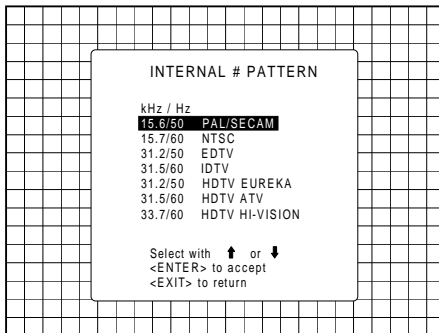 INTERNAL # PATTERN
kHz / Hz
15.6/50 PAL/SECAM
15.7/60 NTSC
31.2/50 EDTV
31.5/60 IDTV
31.2/50 HDTV EUREKA
31.5/60 HDTV ATV
33.7/60 HDTV HI-VISION
Select with ⬆ or ⬇
<ENTER> to accept
<EXIT> to return